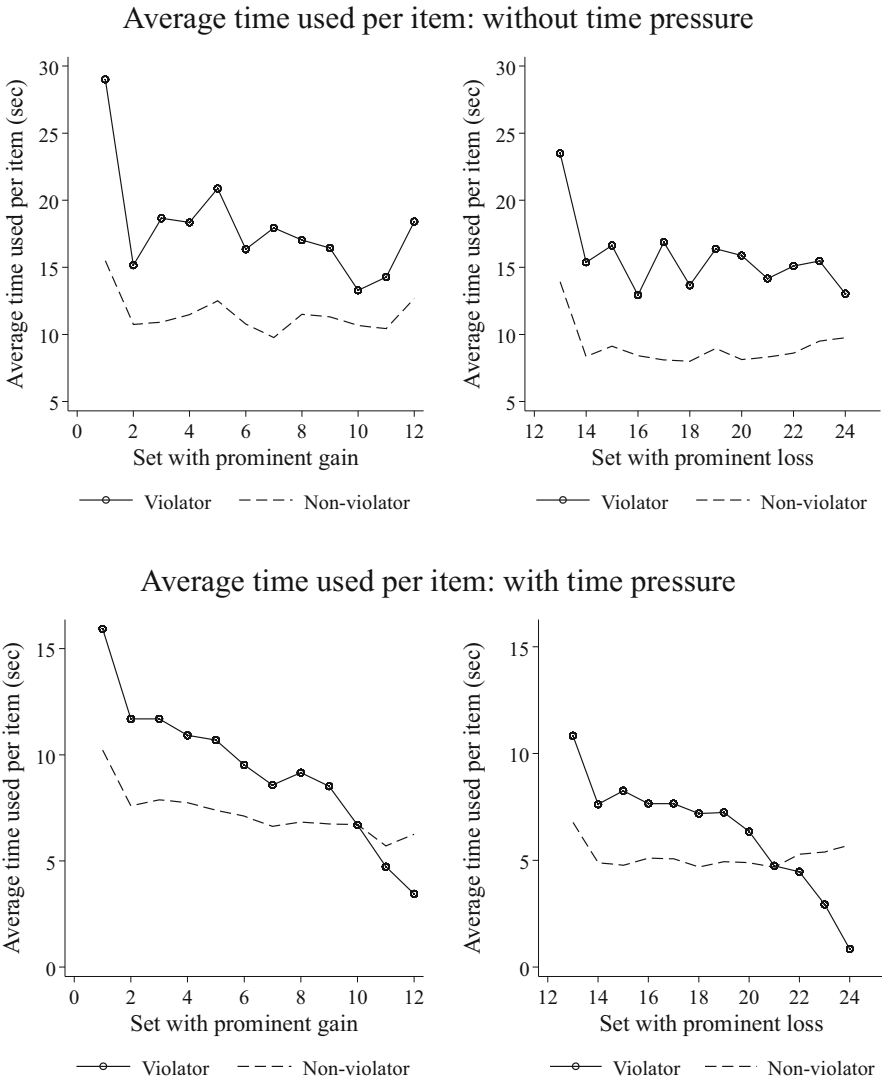 Average time used per item: without time pressure
Average time used per item (sec)
30
25
20
15
10
5
0 2 4 6 8 10 12
Set with prominent gain
Violator Non-violator
Average time used per item (sec)
30
25
20
15
10
5
12 14 16 18 20 22 24
Set with prominent loss
Violator Non-violator
Average time used per item: with time pressure
Average time used per item (sec)
15
10
5
0
0 2 4 6 8 10 12
Set with prominent gain
Violator Non-violator
Average time used per item (sec)
15
10
5
0
12 14 16 18 20 22 24
Set with prominent loss
Violator Non-violator